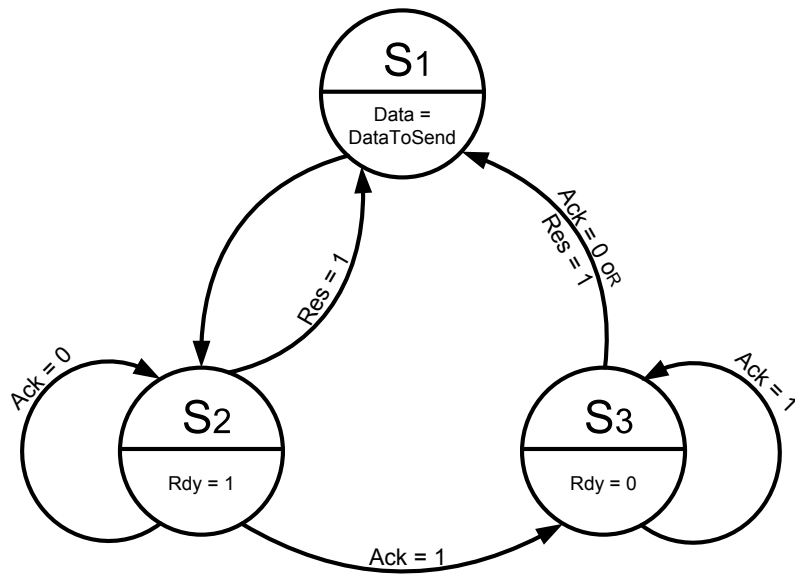 S1
Data =
DataToSend
Ack = 0 OR
Res = 1
Res = 1
Ack = 0
S2
Rdy = 1
S3
Rdy = 0
Ack = 1
Ack = 1